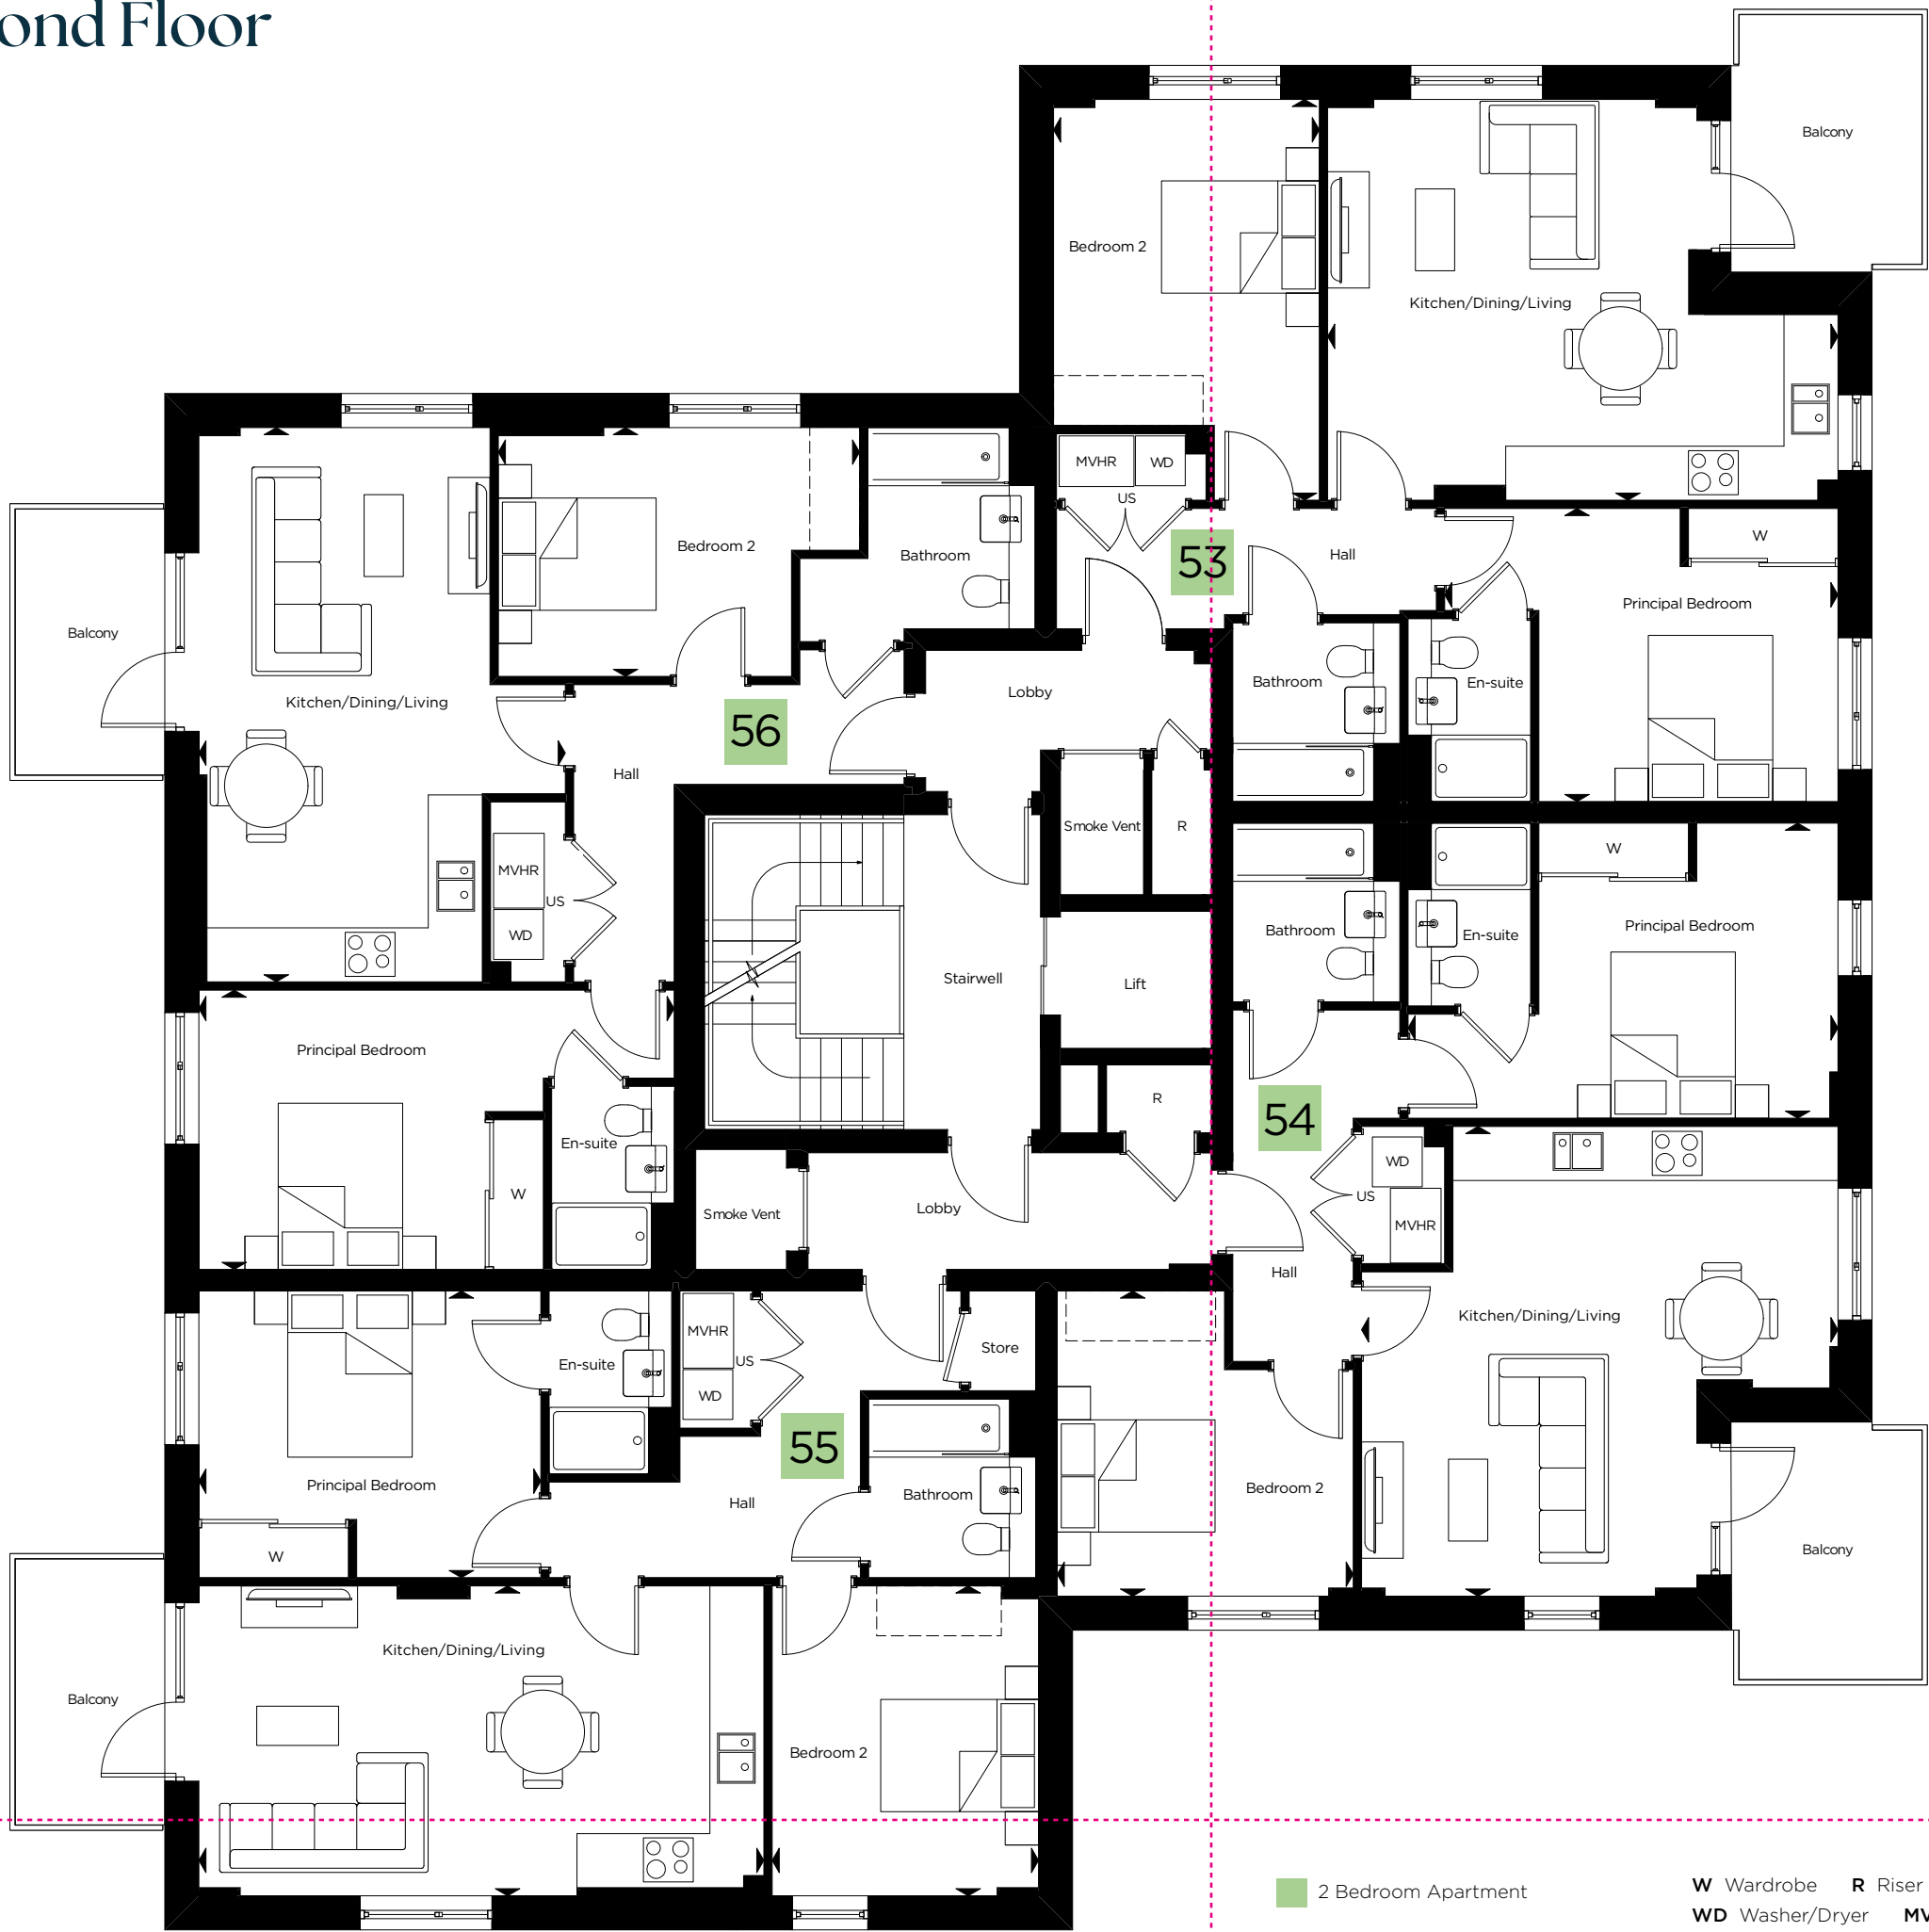 ond Floor
Balcony
Bedroom 2
Kitchen/Dining/Living
MVHR
WD
US
53
Hall
W
Principal Bedroom
Bathroom
En-suite
Bedroom 2
Bathroom
Balcony
Kitchen/Dining/Living
56
Hall
MVHR
US
WD
Lobby
Smoke Vent
R
Stairwell
Lift
R
Principal Bedroom
En-suite
W
Bathroom
En-suite
W
Principal Bedroom
54
WD
US
MVHR
Hall
Kitchen/Dining/Living
Bedroom 2
Balcony
Smoke Vent
Lobby
MVHR
US
WD
Store
En-suite
Principal Bedroom
W
55
Hall
Bathroom
Kitchen/Dining/Living
Balcony
Bedroom 2
2 Bedroom Apartment
W Wardrobe R Riser
WD Washer/Dryer